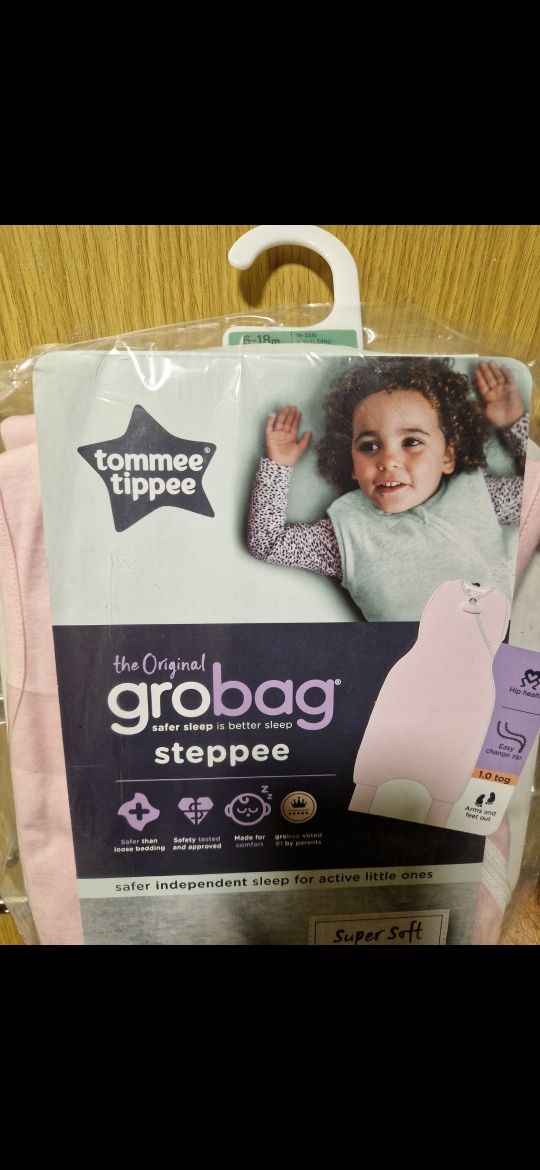 6-18m
tommee
tippee
the Original
grobag
safer sleep is better sleep
steppee
Hip health
Easy
change zip
1.0 tog
Arms and
feet out
Safer than
loose bedding
Safety tested
and approved
Made for
comfort
grobag voted
#1 by parents
safer independent sleep for active little ones
Super Soft